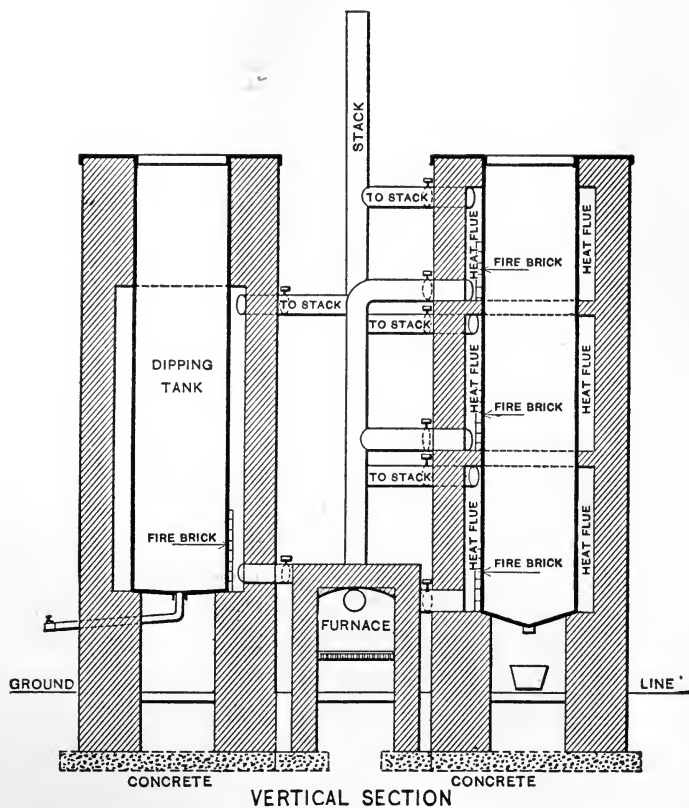 STACK
TO STACK
HEAT FLUE
HEAT FLUE
FIRE BRICK
TO STACK
TO STACK
DIPPING
TANK
HEAT FLUE
HEAT FLUE
FIRE BRICK
TO STACK
HEAT FLUE
HEAT FLUE
FIRE BRICK
FIRE BRICK
FURNACE
GROUND
LINE
CONCRETE
CONCRETE
VERTICAL SECTION